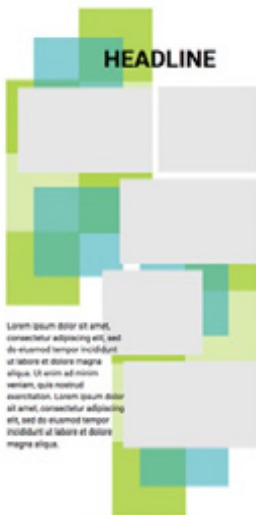 HEADLINE
Lorem ipsum dolor sit amet,
consectetur adipiscing elit, sed
do eiusmod tempor incididunt
ut labore et dolore magna
aliqua. Ut enim ad minim
veniam, quis nostrud
exercitation. Lorem ipsum dolor
sit amet, consectetur adipiscing
elit, sed do eiusmod tempor
incididunt ut labore et dolore
magna aliqua.